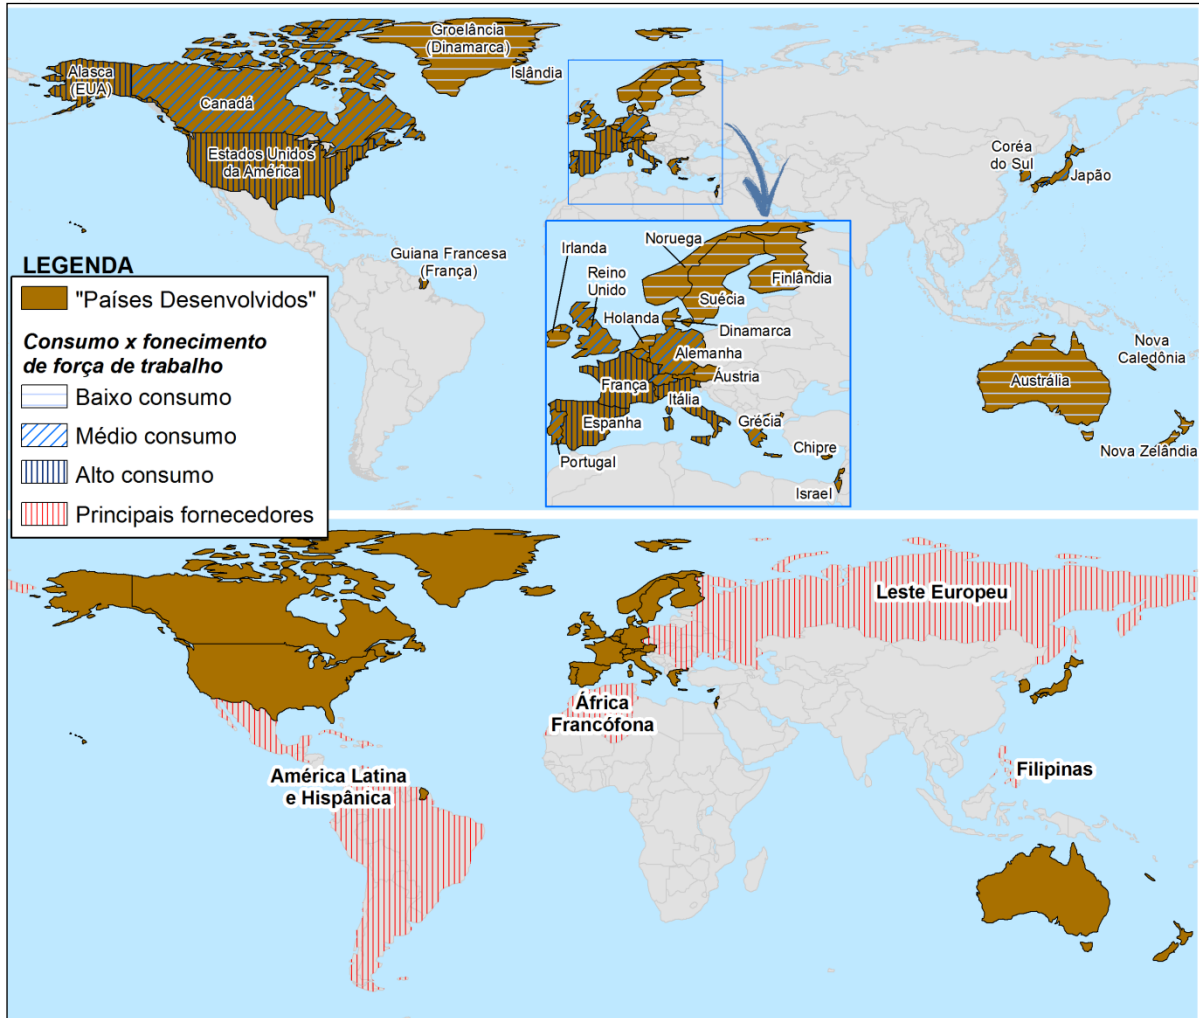 Groelância
(Dinamarca)
Islândia
Alasca
(EUA)
Canadá
Estados Unidos
da América
Coréa
do Sul
Japão
Guiana Francesa
(França)
Irlanda
Noruega
Reino
Unido
Finlândia
Suécia
Holanda
Dinamarca
Alemanha
Áustria
França
Itália
Espanha
Grécia
Portugal
Chipre
Israel
Nova
Caledônia
Austrália
Nova Zelândia
LEGENDA
"Países Desenvolvidos"
Consumo x fonecimento
de força de trabalho
Baixo consumo
Médio consumo
Alto consumo
Principais fornecedores
Leste Europeu
África
Francófona
América Latina
e Hispânica
Filipinas